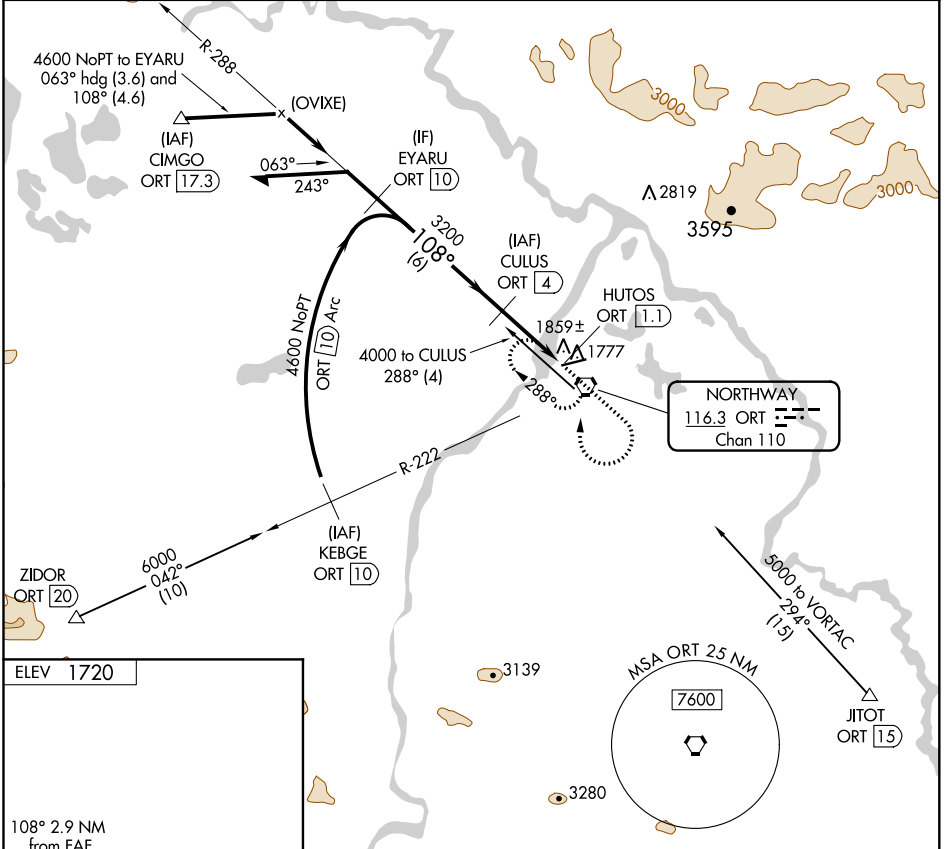 R-288
4600 NoPT to EYARU
063° hdg (3.6) and
108° (4.6)
(OVIXE)
(IAF)
CIMGO
ORT 17.3
063°
243°
(IF)
EYARU
ORT 10
3000
2819
3595
3000
3200
108°
(6)
(IAF)
CULUS
ORT 4
HUTOS
ORT 1.1
4600 NoPT
ORT 10 Arc
1859±
1777
4000 to CULUS
288° (4)
288°
NORTHWAY
116.3 ORT
Chan 110
R-222
(IAF)
KEBGE
ORT 10
6000
042°
(10)
ZIDOR
ORT 20
5000 to VORTAC
294°
(15)
JITOT
ORT 15
MSA ORT 25 NM
7600
3139
3280
ELEV 1720
108° 2.9 NM
from FAF